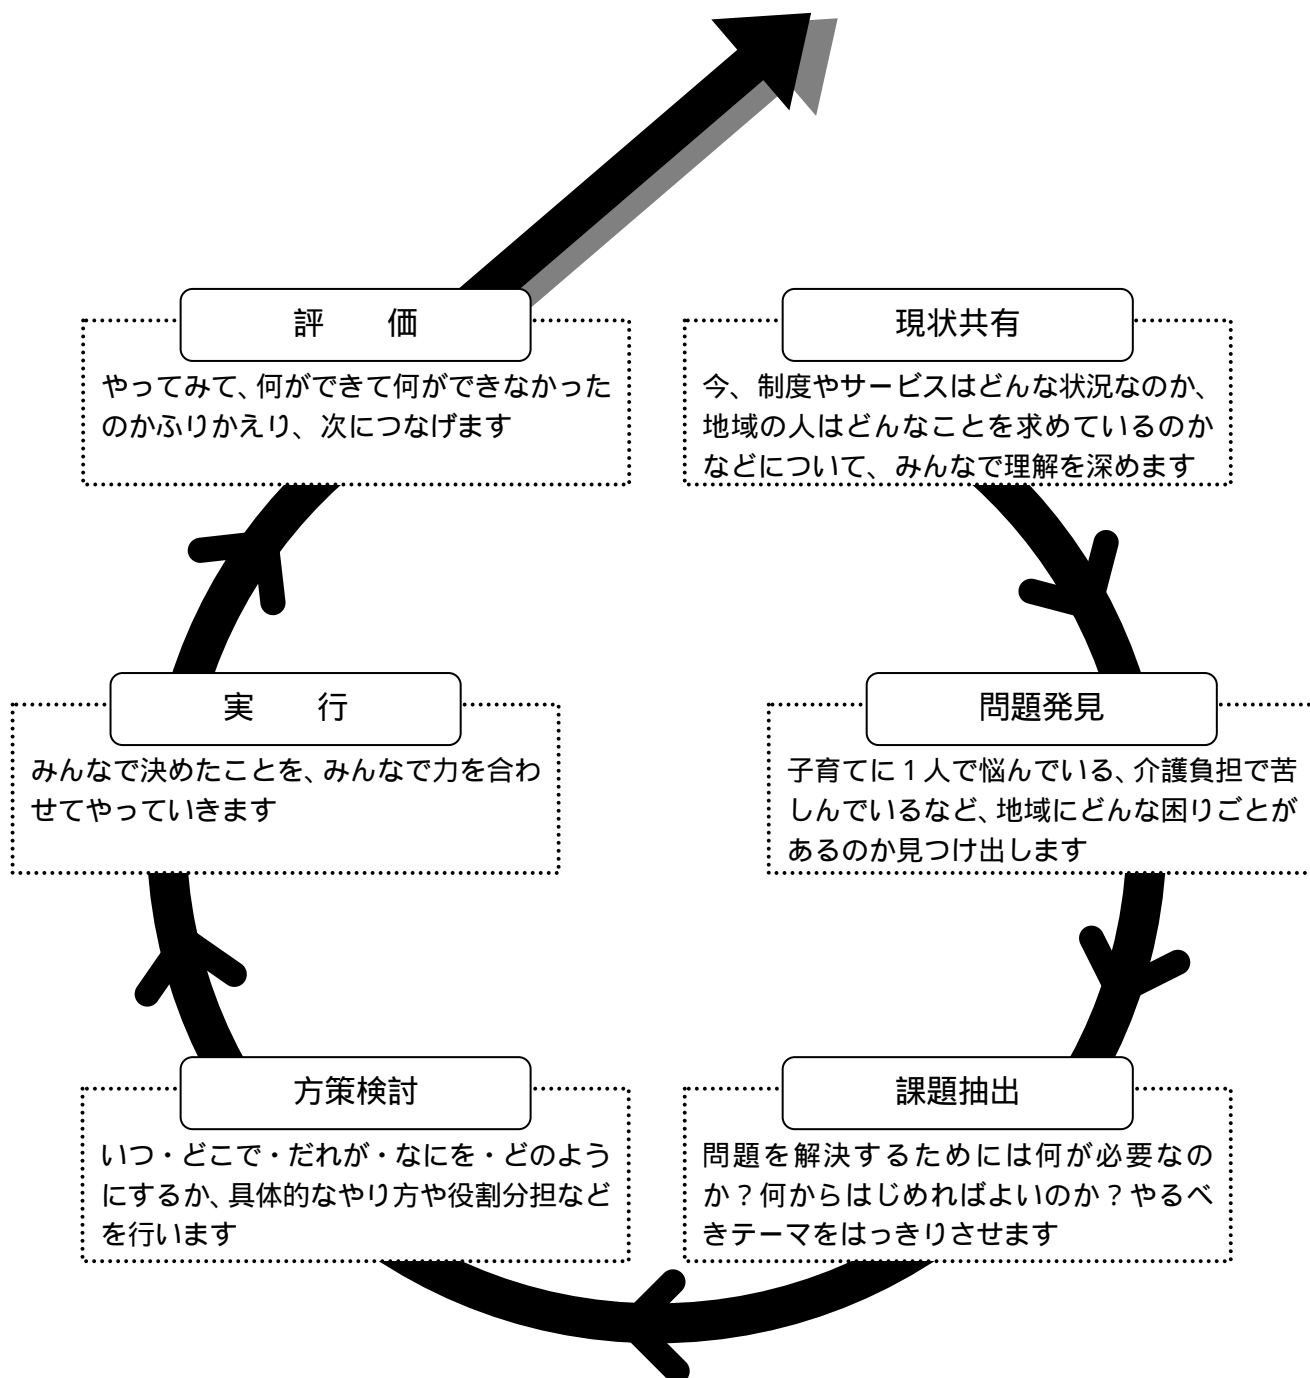 評　　価
やってみて、何ができて何ができなかった
のかふりかえり、次につなげます
現状共有
今、制度やサービスはどんな状況なのか、
地域の人はどんなことを求めているのか
などについて、みんなで理解を深めます
実　　行
みんなで決めたことを、みんなで力を合わ
せてやっていきます
問題発見
子育てに１人で悩んでいる、介護負担で苦
しんでいるなど、地域にどんな困りごとが
あるのか見つけ出します
方策検討
いつ・どこで・だれが・なにを・どのよう
にするか、具体的なやり方や役割分担など
を行います
課題抽出
問題を解決するためには何が必要なの
か？何からはじめればよいのか？やるべ
きテーマをはっきりさせます